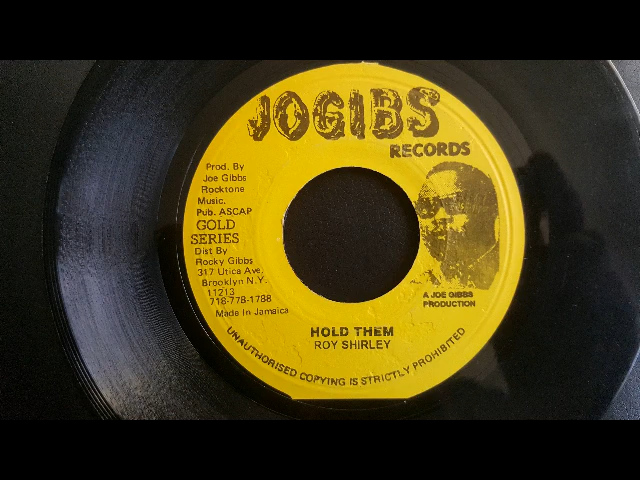 JOGIBS
RECORDS
Prod. By
Joe Gibbs
Rocktone
Music.
Pub. ASCAP
GOLD
SERIES
Dist By
Rocky Gibbs
317 Utica Ave.
Brooklyn N.Y.
11213
718-778-1788
Made In Jamaica
A JOE GIBBS
PRODUCTION
HOLD THEM
ROY SHIRLEY
UNAUTHORISED COPYING IS STRICTLY PROHIBITED